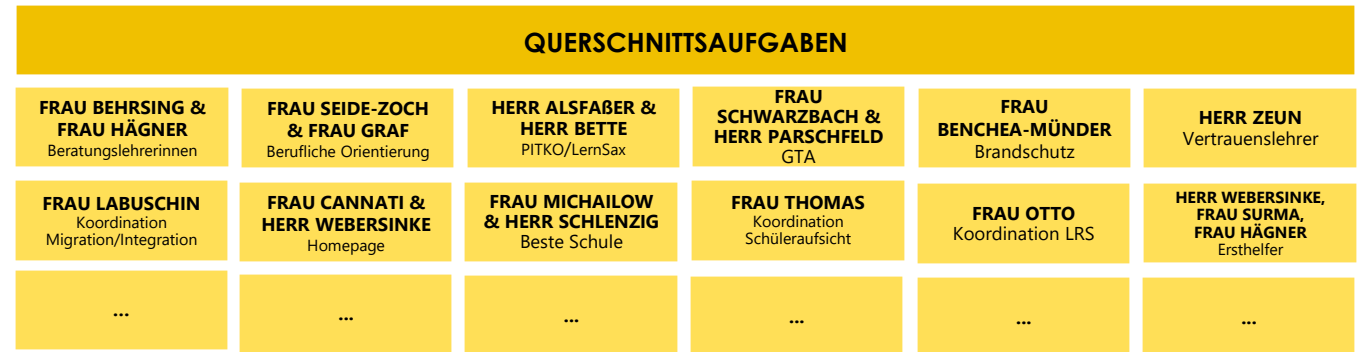 QUERSCHNITTSAUFGABEN
FRAU BEHRSING &
FRAU HÄGNER
Beratungslehrerinnen
FRAU SEIDE-ZOCH
& FRAU GRAF
Berufliche Orientierung
HERR ALSFAßER &
HERR BETTE
PITKO/LernSax
FRAU
SCHWARZBACH &
HERR PARSCHFELD
GTA
FRAU
BENCHEA-MÜNDER
Brandschutz
HERR ZEUN
Vertrauenslehrer
FRAU LABUSCHIN
Koordination
Migration/Integration
FRAU CANNATI &
HERR WEBERSINKE
Homepage
FRAU MICHAILOW
& HERR SCHLENZIG
Beste Schule
FRAU THOMAS
Koordination
Schüleraufsicht
FRAU OTTO
Koordination LRS
HERR WEBERSINKE,
FRAU SURMA,
FRAU HÄGNER
Ersthelfer
...
...
...
...
...
...